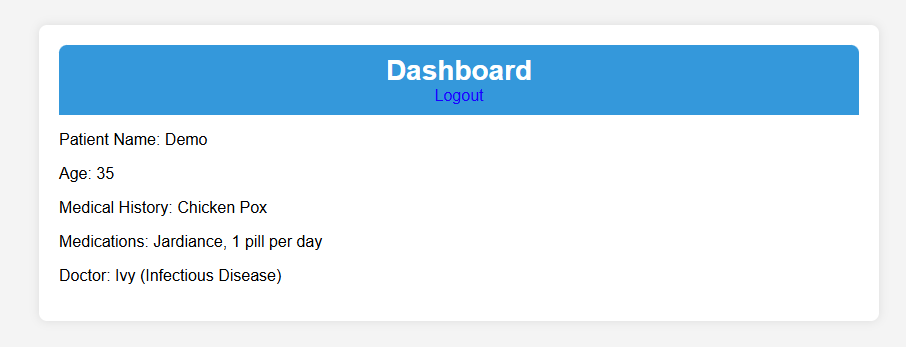 Dashboard
Logout
Patient Name: Demo
Age: 35
Medical History: Chicken Pox
Medications: Jardiance, 1 pill per day
Doctor: Ivy (Infectious Disease)